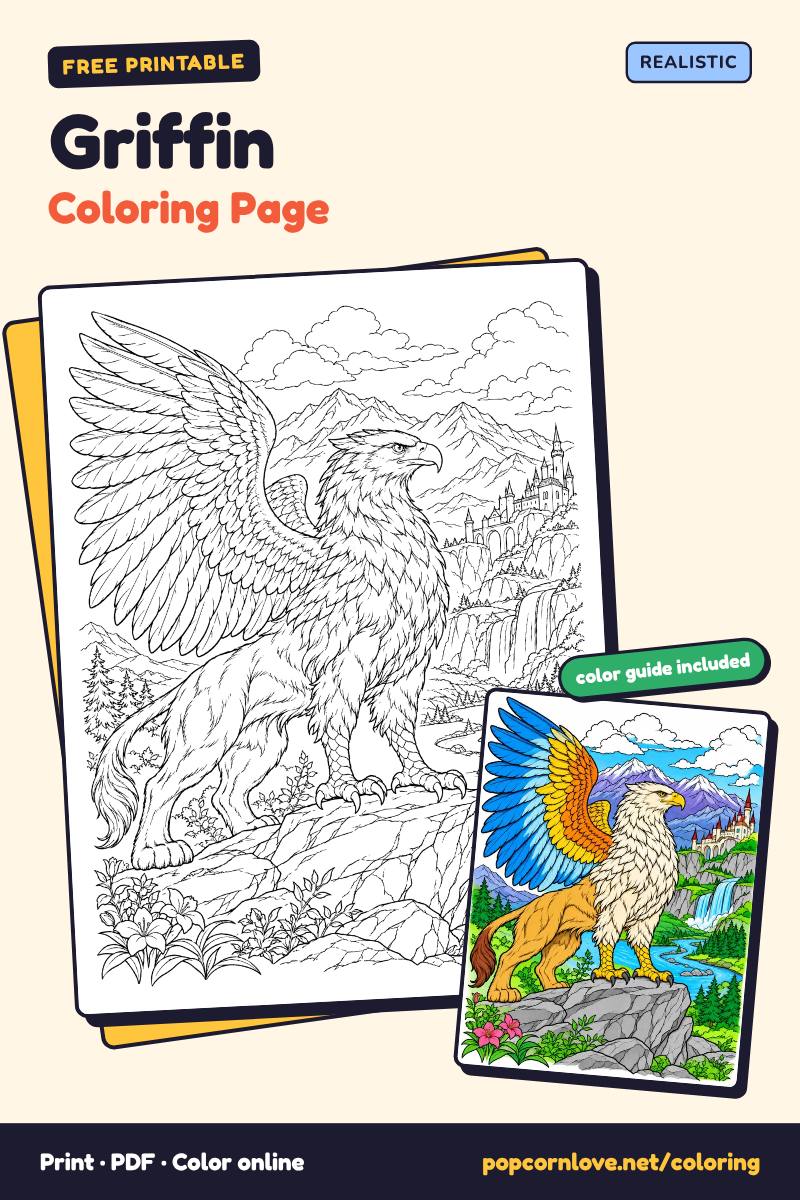 FREE PRINTABLE
REALISTIC
Griffin
Coloring Page
color guide included
Print · PDF · Color online
popcornlove.net/coloring